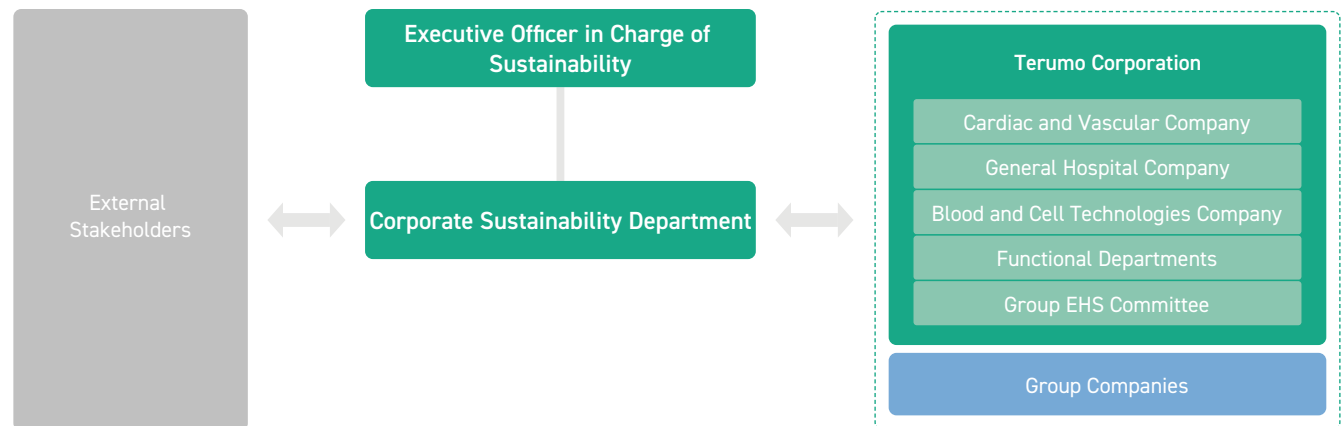 External
Stakeholders
Executive Officer in Charge of
Sustainability
Corporate Sustainability Department
Terumo Corporation
Cardiac and Vascular Company
General Hospital Company
Blood and Cell Technologies Company
Functional Departments
Group EHS Committee
Group Companies